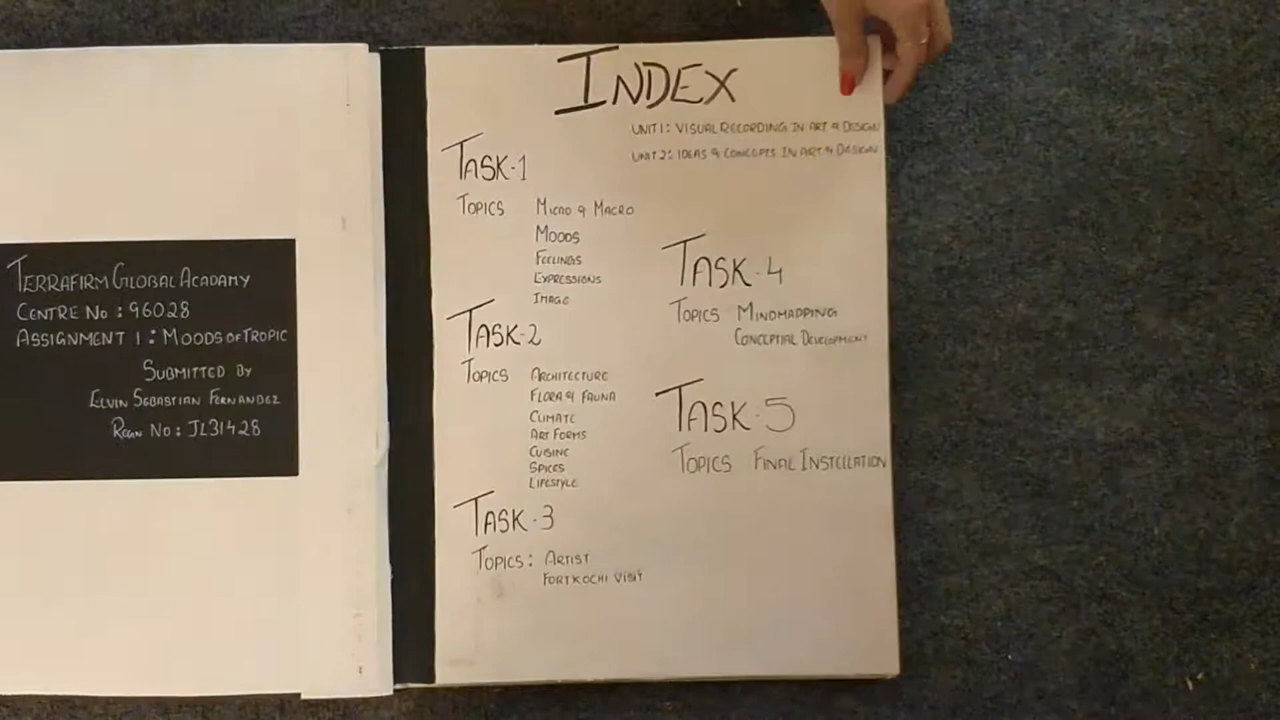 TERRAFIRM GLOBAL ACADAMY
CENTRE NO : 96028
ASSIGNMENT 1 : MOODS OF TROPIC
SUBMITTED BY
ELVIN SEBASTIAN FERNANDEZ
REGN NO : JL31428
INDEX
UNIT 1: VISUAL RECORDING IN ART & DESIGN
UNIT 2: IDEAS & CONCEPTS IN ART & DESIGN
TASK-1
TOPICS MICRO & MACRO
MOODS
FEELINGS
EXPRESSIONS
IMAGE
TASK-2
TOPICS ARCHITECTURE
FLORA & FAUNA
CLIMATE
ART FORMS
CUISINE
SPICES
LIFESTYLE
TASK-3
TOPICS: ARTIST
FORTKOCHI VISIT
TASK-4
TOPICS MINDMAPPING
CONCEPTIAL DEVELOPMENT
TASK-5
TOPICS FINAL INSTELLATION